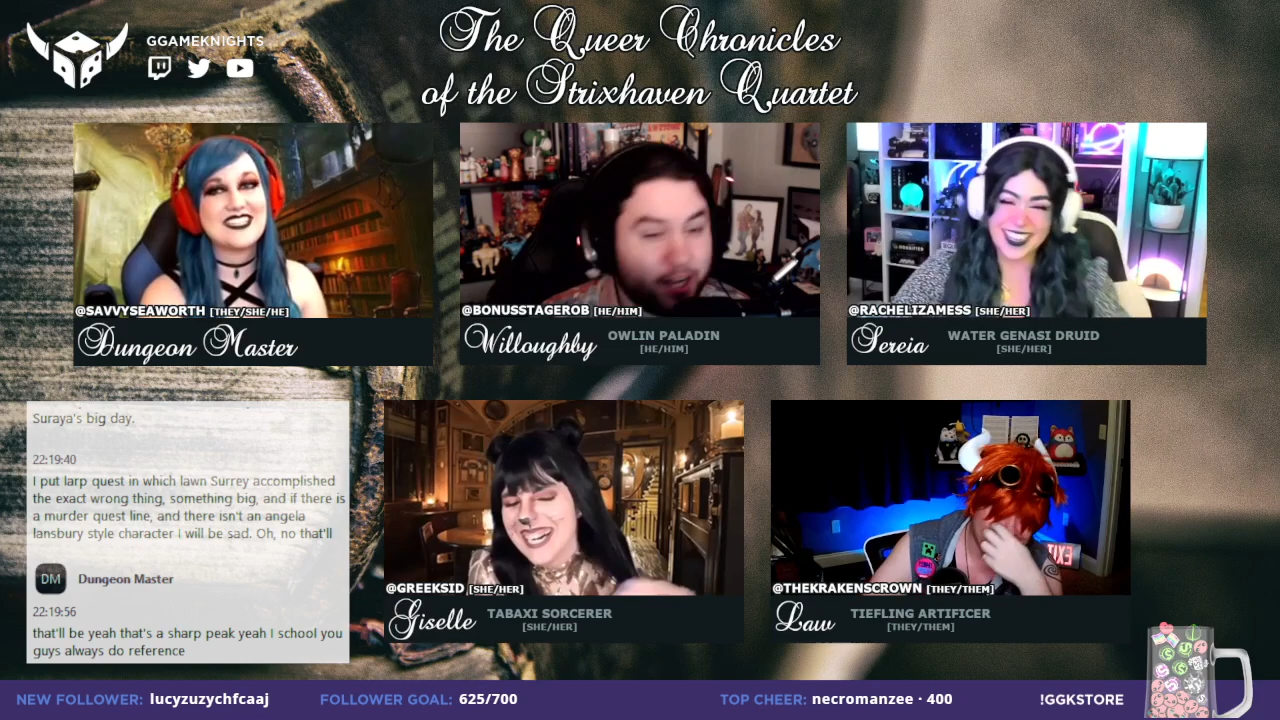 GGAMEKNIGHTS
The Queer Chronicles
of the Strixhaven Quartet
@SAVVYSEAWORTH [THEY/SHE/HE]
Dungeon Master
@BONUSSTAGEROB [HE/HIM]
Willoughby
OWLIN PALADIN
[HE/HIM]
@RACHELIZAMESS [SHE/HER]
Sereia
WATER GENASI DRUID
[SHE/HER]
Suraya's big day.
22:19:40
I put larp quest in which lawn Surrey accomplished
the exact wrong thing, something big, and if there is
a murder quest line, and there isn't an angela
lansbury style character i will be sad. Oh, no that'll
DM
Dungeon Master
22:19:56
that'll be yeah that's a sharp peak yeah I school you
guys always do reference
@GREEKSID [SHE/HER]
Giselle
TABAXI SORCERER
[SHE/HER]
EXIT
@THEKRAKENSCROWN [THEY/THEM]
Law
TIEFLING ARTIFICER
[THEY/THEM]
NEW FOLLOWER: lucyzuzychfcaaj
FOLLOWER GOAL: 625/700
TOP CHEER: necromanzee · 400
!GGKSTORE